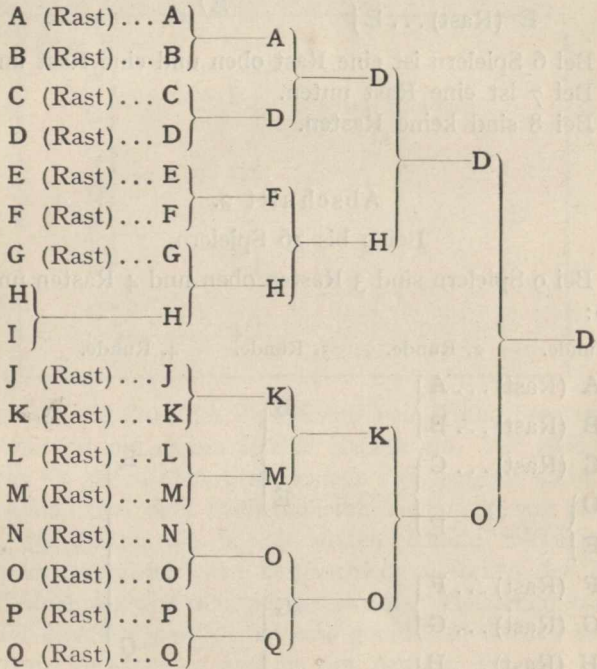 A (Rast)... A
A
B (Rast)... B
D
C (Rast)... C
D
D (Rast)... D
D
E (Rast)... E
F
F (Rast)... F
H
G (Rast)... G
H
H
H
I
D
J (Rast)... J
K
K (Rast)... K
K
L (Rast)... L
M
M (Rast)... M
O
N (Rast)... N
O
O (Rast)... O
O
P (Rast)... P
Q
Q (Rast)... Q